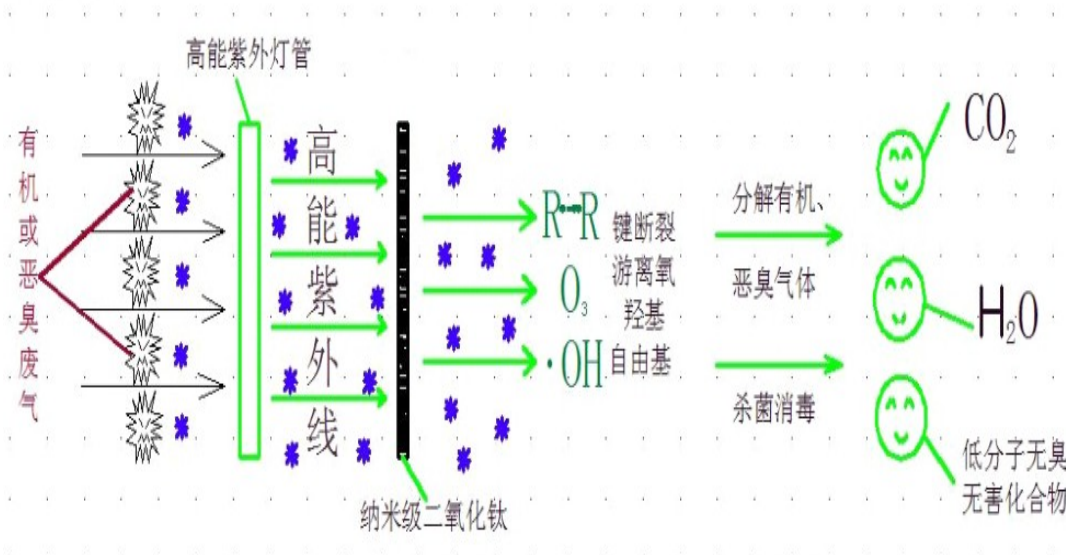 高能紫外灯管
有机或恶臭废气
高能紫外线
纳米级二氧化钛
R-R
O₃
·OH
键断裂
游离氧
羟基
自由基
分解有机、
恶臭气体
杀菌消毒
CO₂
H₂O
低分子无臭
无害化合物